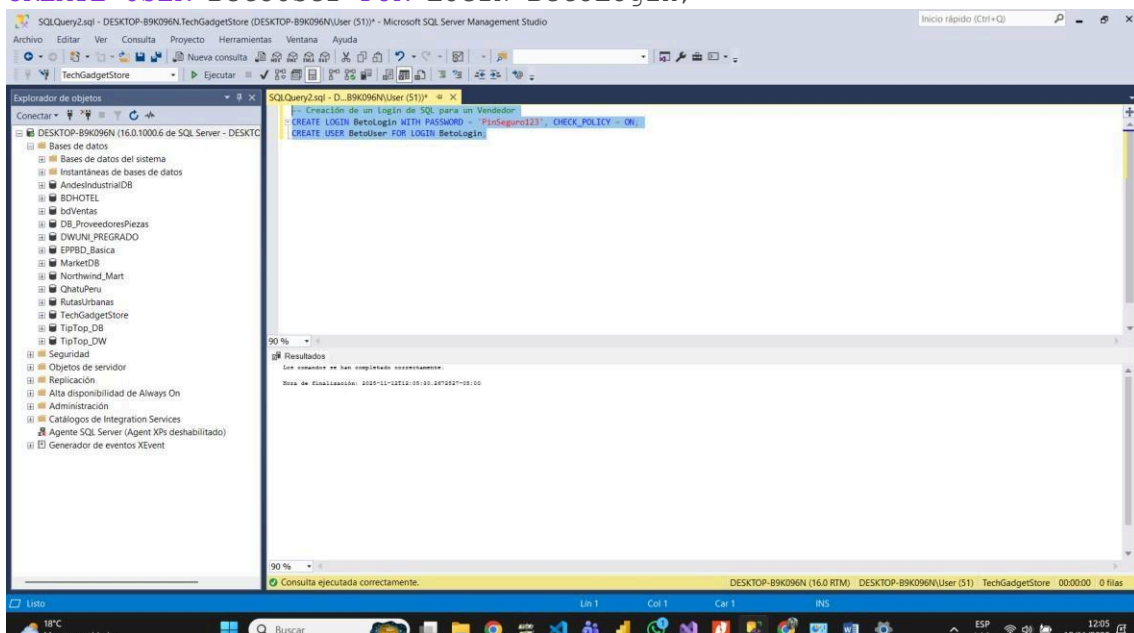 CREATE USER BetoUser FOR LOGIN BetoLogin;
SQLQuery2.sql - DESKTOP-B9K096N.TechGadgetStore (DESKTOP-B9K096N\User (51))* - Microsoft SQL Server Management Studio
Inicio rápido (Ctrl+Q)
Archivo Editar Ver Consulta Proyecto Herramientas Ventana Ayuda
Nueva consulta
TechGadgetStore Ejecutar
Explorador de objetos
SQLQuery2.sql - D...B9K096N\User (51))*
Conectar
-- Creación de un Login de SQL para un Vendedor
CREATE LOGIN BetoLogin WITH PASSWORD = 'PinSeguro123', CHECK_POLICY = ON;
CREATE USER BetoUser FOR LOGIN BetoLogin;
DESKTOP-B9K096N (16.0.1000.6 de SQL Server - DESKTC
Bases de datos
Bases de datos del sistema
Instantáneas de bases de datos
AndesIndustrialDB
BDHOTEL
bdVentas
DB_ProveedoresPiezas
DWUNI_PREGRADO
EPPBD_Basica
MarketDB
Northwind_Mart
QhatuPeru
RutasUrbanas
TechGadgetStore
TipTop_DB
TipTop_DW
Seguridad
Objetos de servidor
Replicación
Alta disponibilidad de Always On
Administración
Catálogos de Integration Services
Agente SQL Server (Agent XPs deshabilitado)
Generador de eventos XEvent
90 %
Resultados
Los comandos se han completado correctamente.
Hora de finalización:
90 %
Consulta ejecutada correctamente.
DESKTOP-B9K096N (16.0 RTM) DESKTOP-B9K096N\User (51) TechGadgetStore 00:00:00 0 filas
Listo
Lín 1 Col 1 Car 1 INS
18°C
Buscar
ESP
12:05